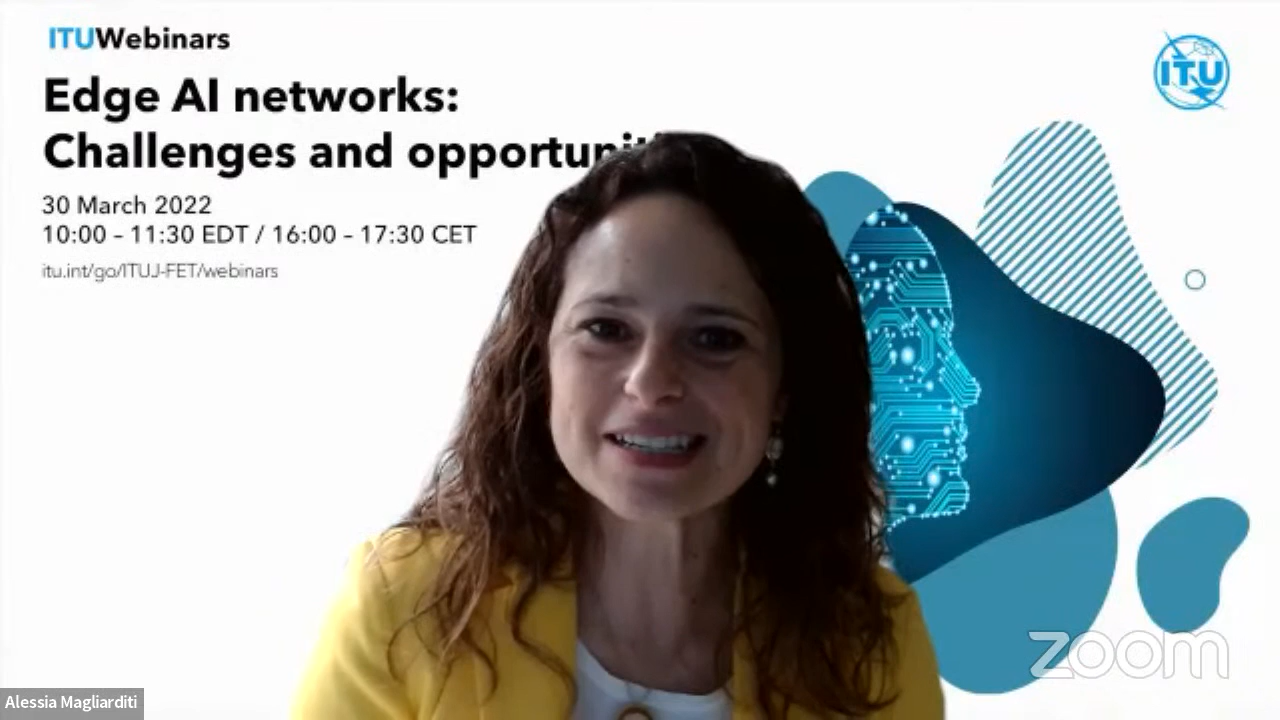 ITUWebinars
ITU
Edge AI networks:
Challenges and opportuniti
30 March 2022
10:00 – 11:30 EDT / 16:00 – 17:30 CET
itu.int/go/ITUJ-FET/webinars
zoom
Alessia Magliarditi